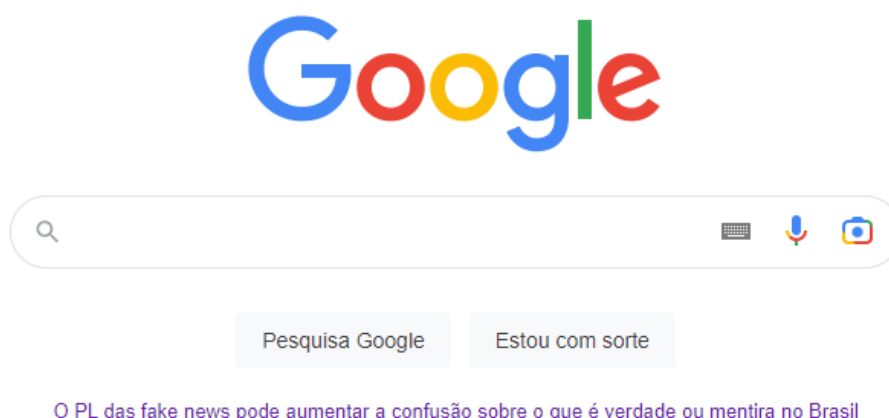 Google
Pesquisa Google
Estou com sorte
O PL das fake news pode aumentar a confusão sobre o que é verdade ou mentira no Brasil